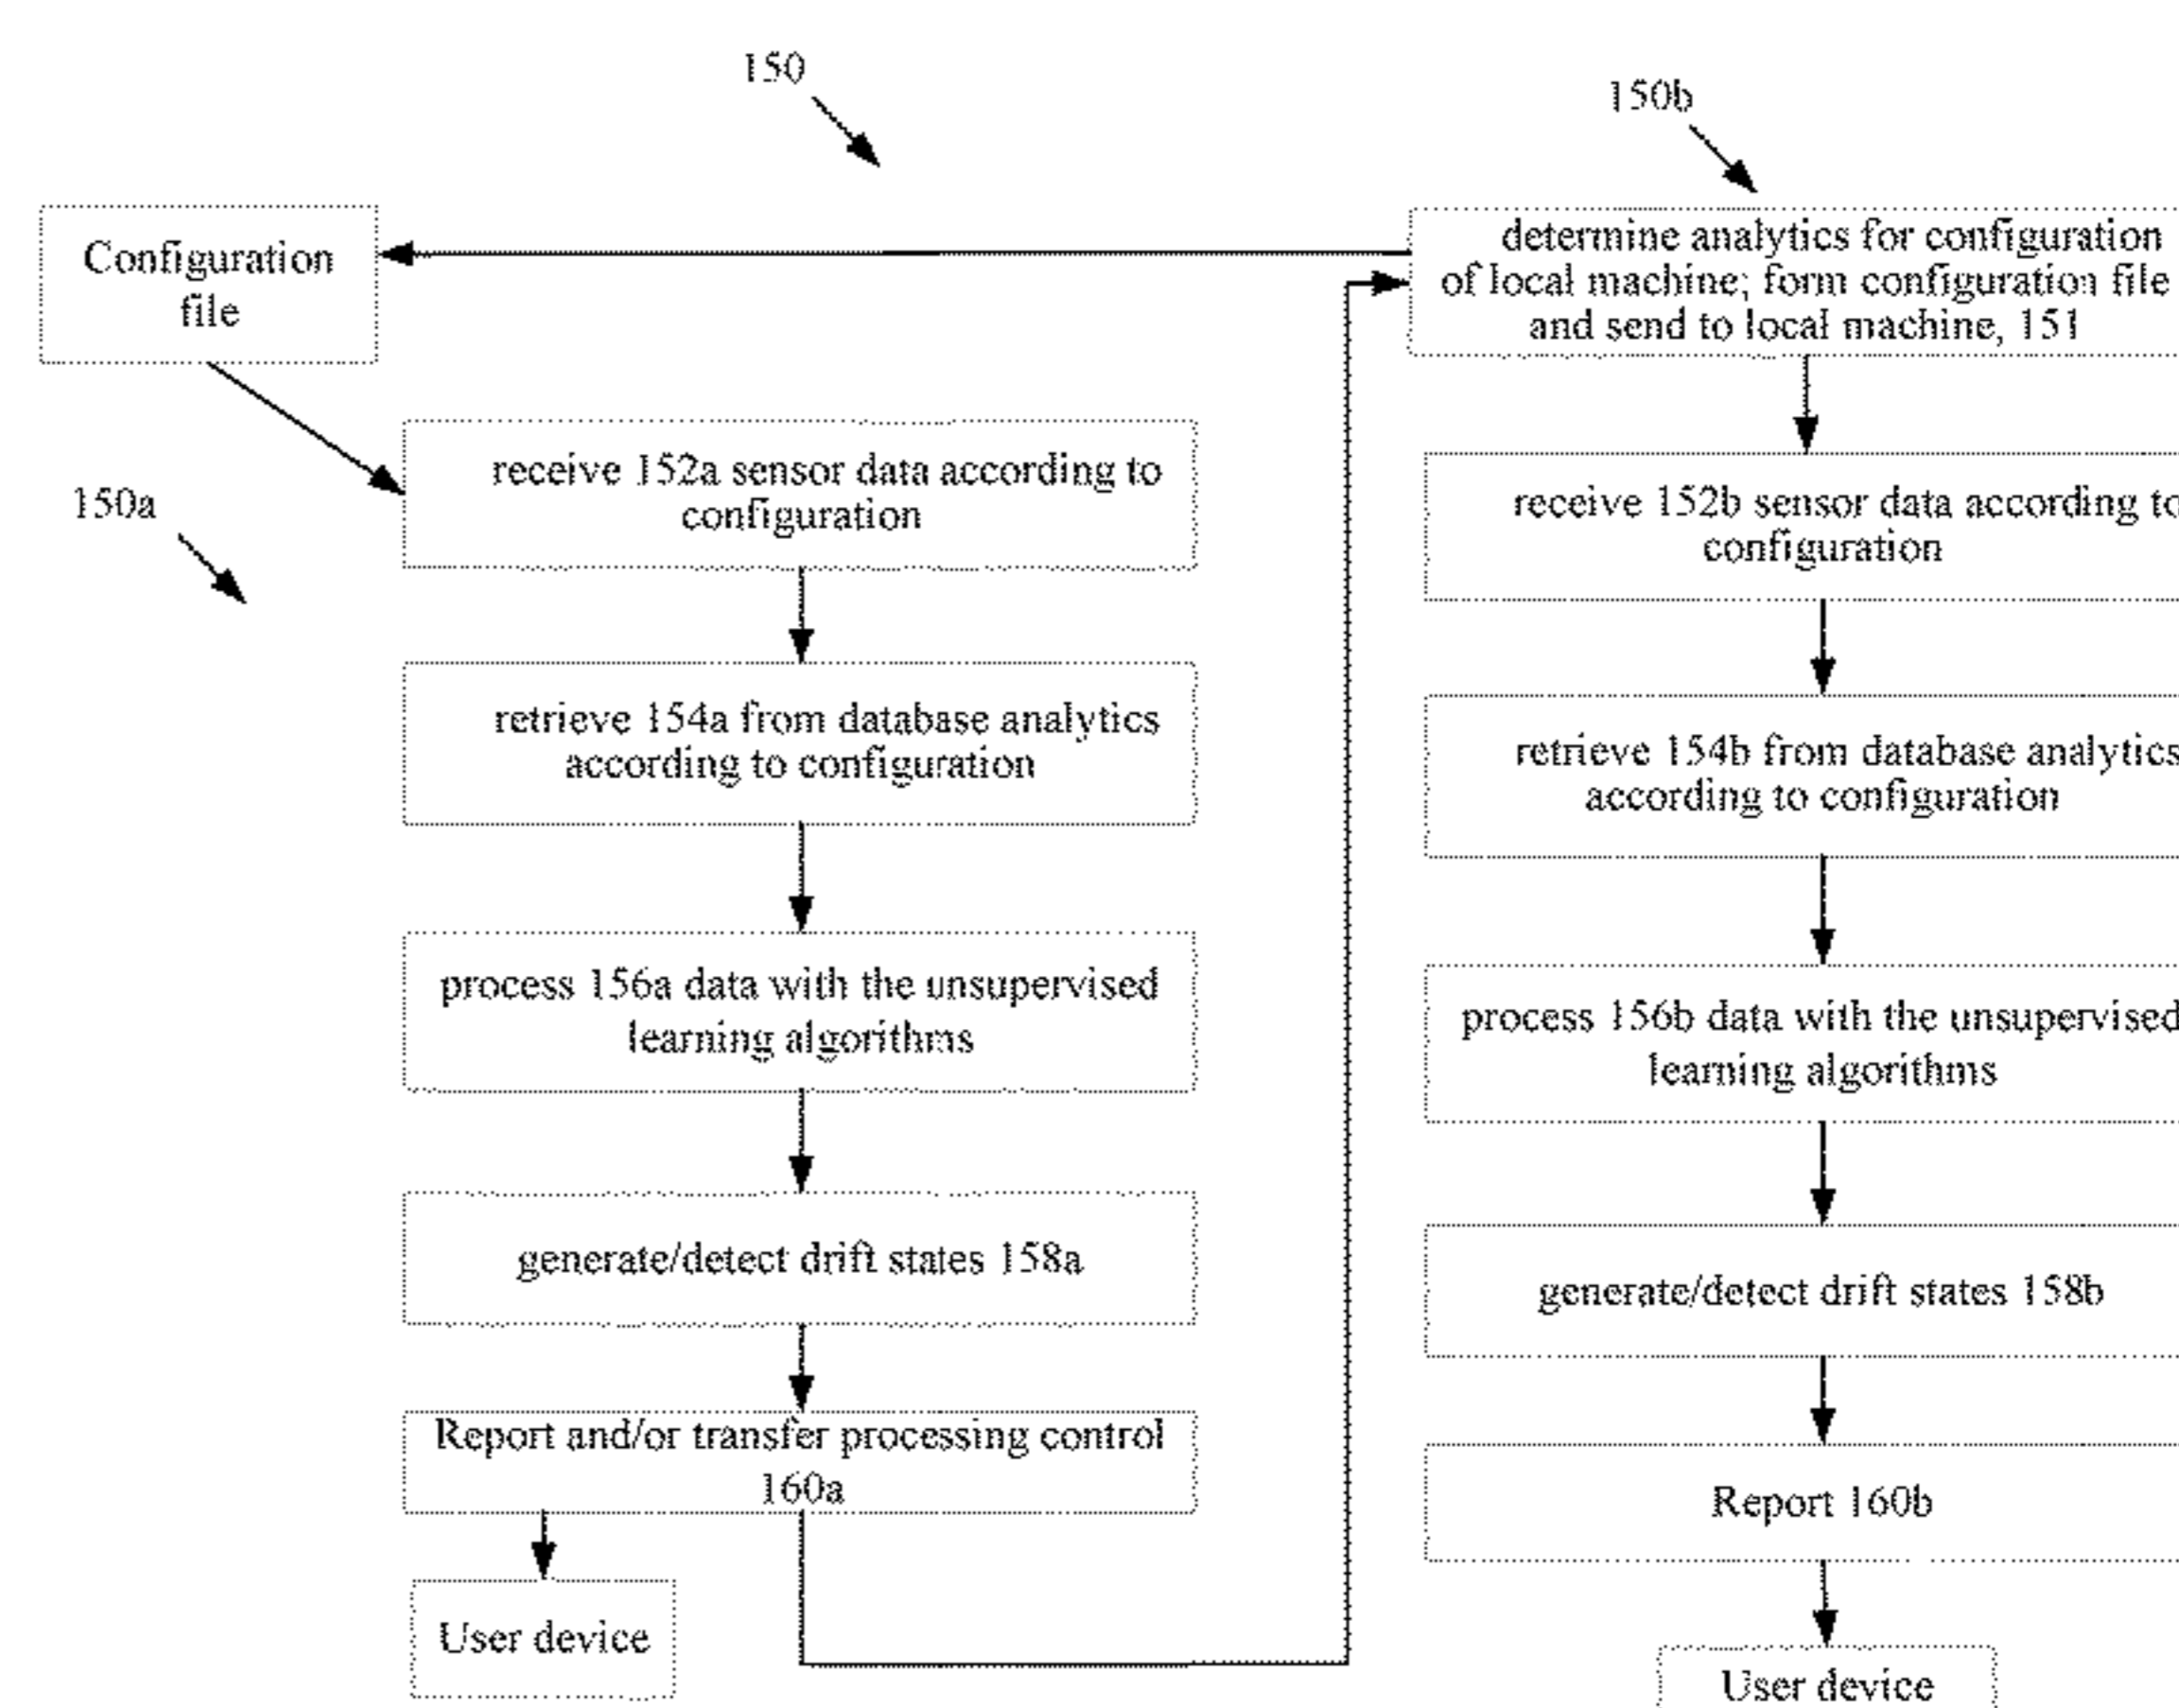 150
150b
Configuration
file
determine analytics for configuration
of local machine; form configuration file
and send to local machine, 151
150a
receive 152a sensor data according to
configuration
retrieve 154a from database analytics
according to configuration
process 156a data with the unsupervised
learning algorithms
generate/detect drift states 158a
Report and/or transfer processing control
160a
User device
receive 152b sensor data according to
configuration
retrieve 154b from database analytics
according to configuration
process 156b data with the unsupervised
learning algorithms
generate/detect drift states 158b
Report 160b
User device